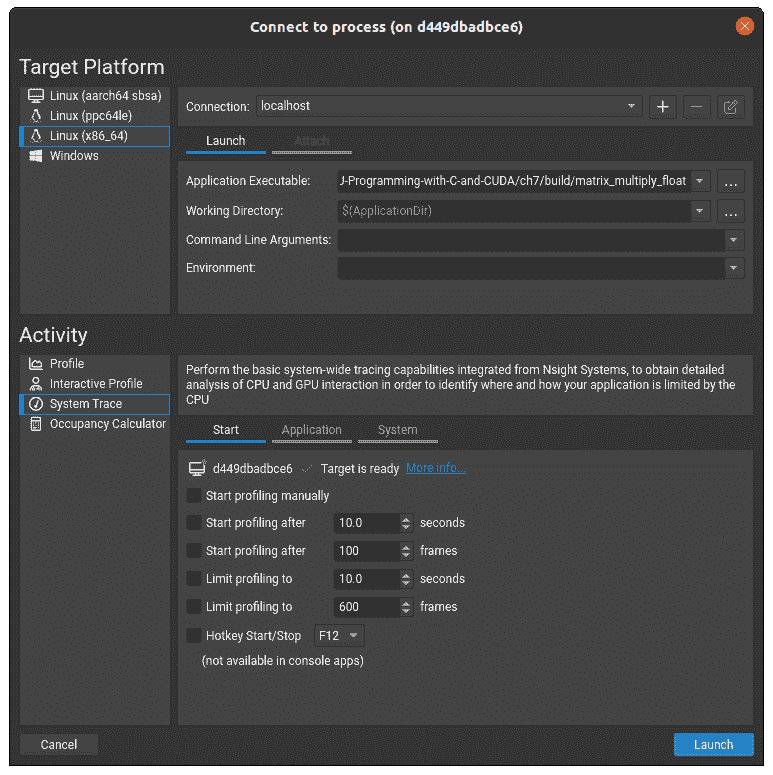 Connect to process (on d449dbadbce6)
Target Platform
Linux (aarch64 sbsa)
Linux (ppc64le)
Linux (x86_64)
Windows
Connection: localhost
Launch Attach
Application Executable: J-Programming-with-C-and-CUDA/ch7/build/matrix_multiply_float ...
Working Directory: $(ApplicationDir) ...
Command Line Arguments:
Environment:
Activity
Profile
Interactive Profile
System Trace
Occupancy Calculator
Perform the basic system-wide tracing capabilities integrated from Nsight Systems, to obtain detailed
analysis of CPU and GPU interaction in order to identify where and how your application is limited by the
CPU
Start Application System
d449dbadbce6 Target is ready More info...
Start profiling manually
Start profiling after 10.0 seconds
Start profiling after 100 frames
Limit profiling to 10.0 seconds
Limit profiling to 600 frames
Hotkey Start/Stop F12
(not available in console apps)
Cancel Launch